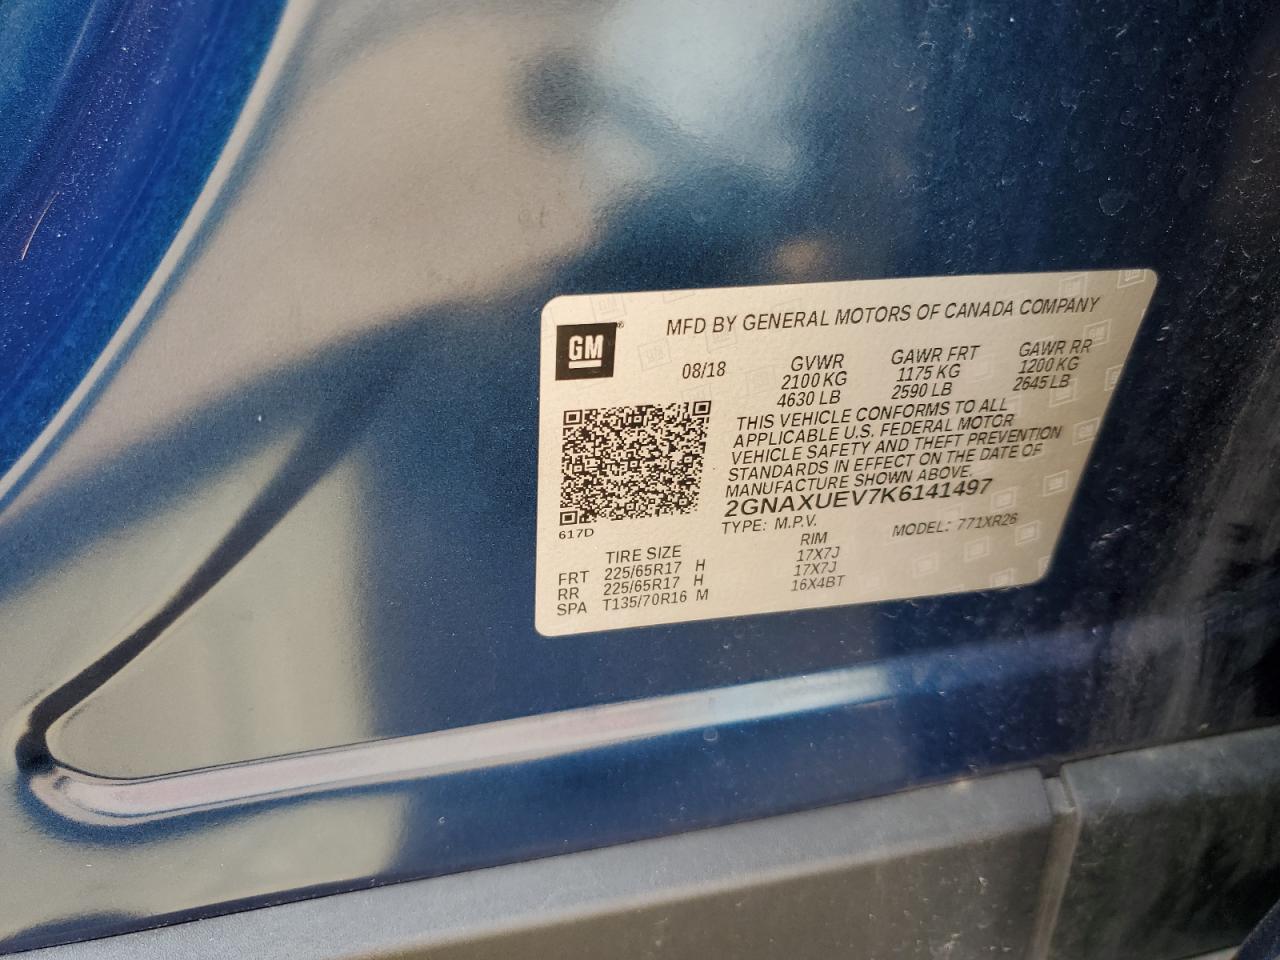 GM
MFD BY GENERAL MOTORS OF CANADA COMPANY
08/18
GVWR GAWR FRT GAWR RR
2100 KG 1175 KG 1200 KG
4630 LB 2590 LB 2645 LB
THIS VEHICLE CONFORMS TO ALL
APPLICABLE U.S. FEDERAL MOTOR
VEHICLE SAFETY AND THEFT PREVENTION
STANDARDS IN EFFECT ON THE DATE OF
MANUFACTURE SHOWN ABOVE.
2GNAXUEV7K6141497
617D
TYPE: M.P.V. MODEL: 771XR26
TIRE SIZE RIM
FRT 225/65R17 H 17X7J
RR 225/65R17 H 17X7J
SPA T135/70R16 M 16X4BT